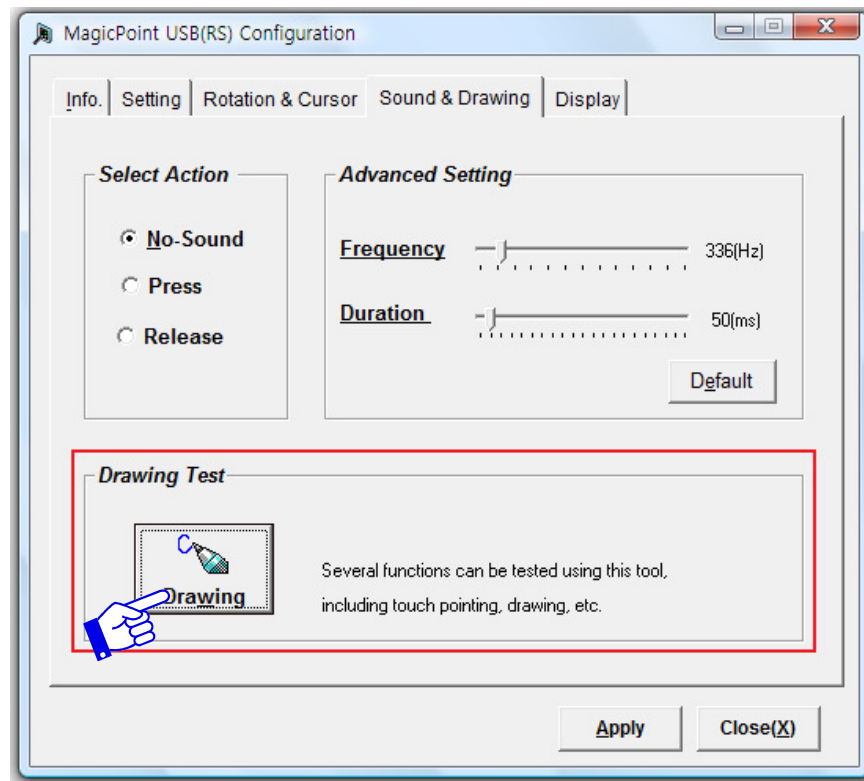 MagicPoint USB(RS) Configuration
Info. Setting Rotation & Cursor Sound & Drawing Display
Select Action
No-Sound
Press
Release
Advanced Setting
Frequency 336(Hz)
Duration 50(ms)
Default
Drawing Test
Drawing
Several functions can be tested using this tool,
including touch pointing, drawing, etc.
Apply Close(X)